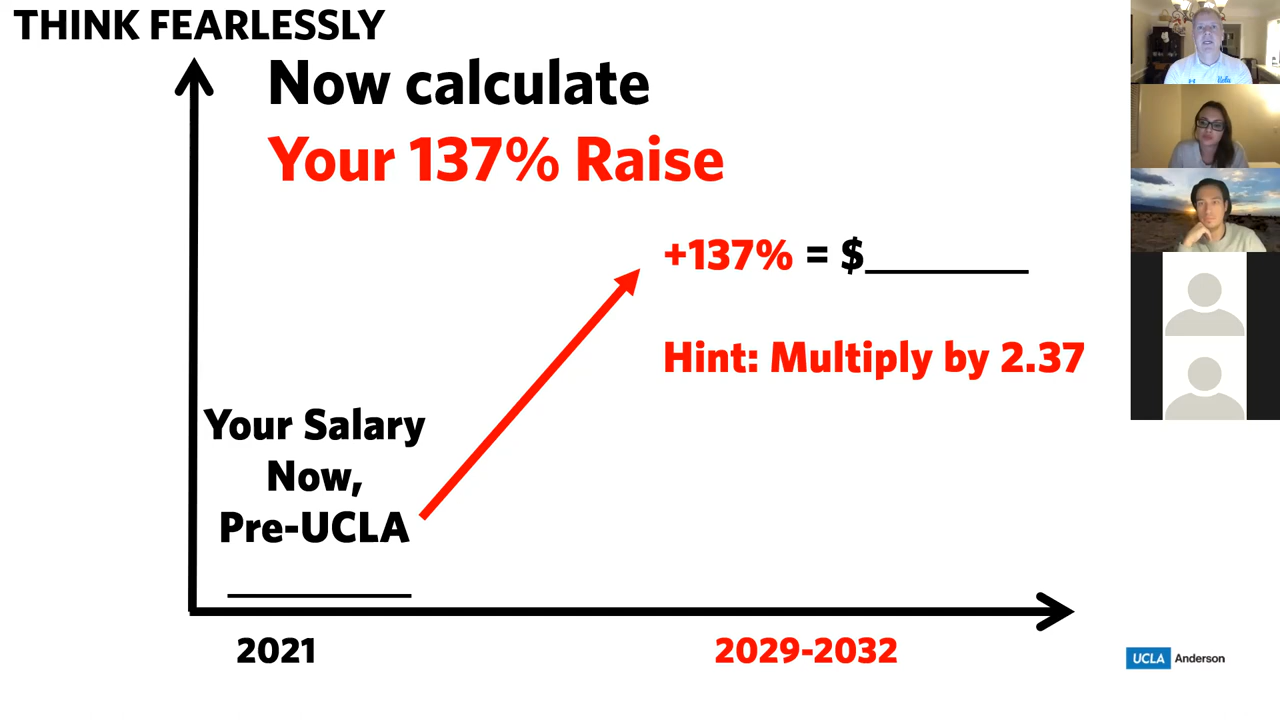 THINK FEARLESSLY
Now calculate
Your 137% Raise
+137% = $________
Hint: Multiply by 2.37
Your Salary
Now,
Pre-UCLA
________
2021
2029-2032
UCLA Anderson
Ucla